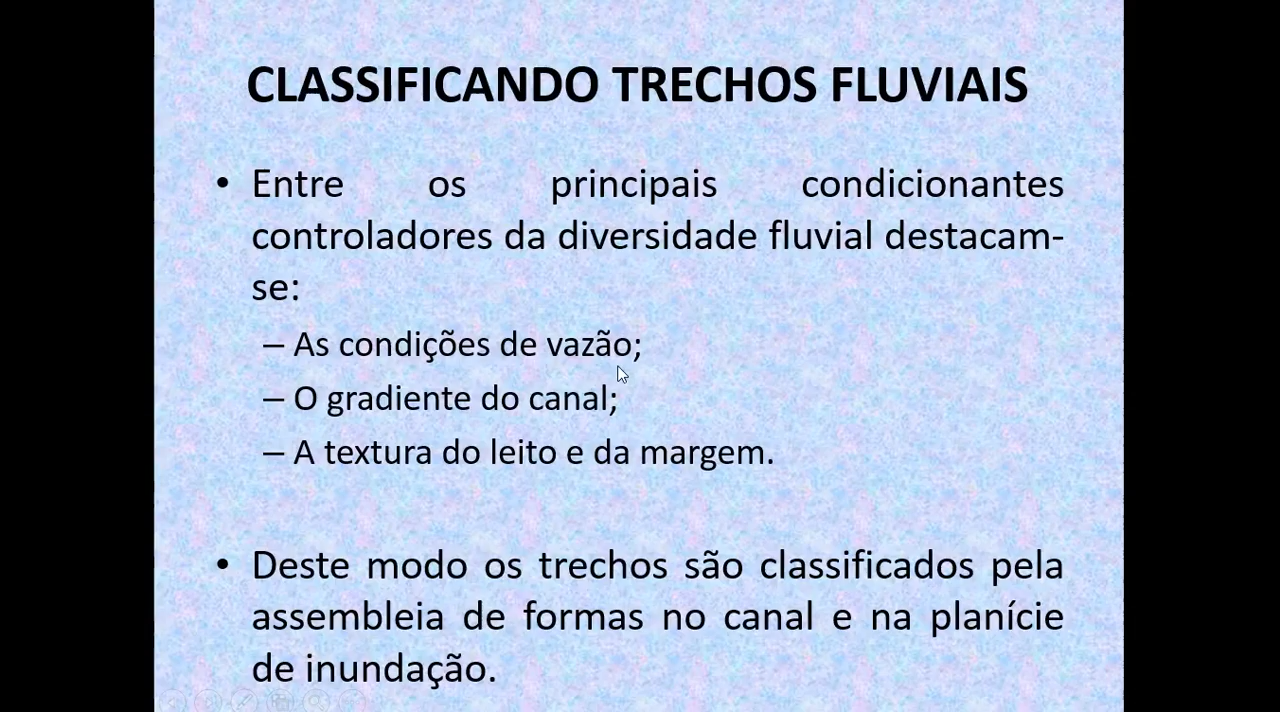 CLASSIFICANDO TRECHOS FLUVIAIS
• Entre os principais condicionantes
controladores da diversidade fluvial destacam-
se:
– As condições de vazão;
– O gradiente do canal;
– A textura do leito e da margem.
• Deste modo os trechos são classificados pela
assembleia de formas no canal e na planície
de inundação.